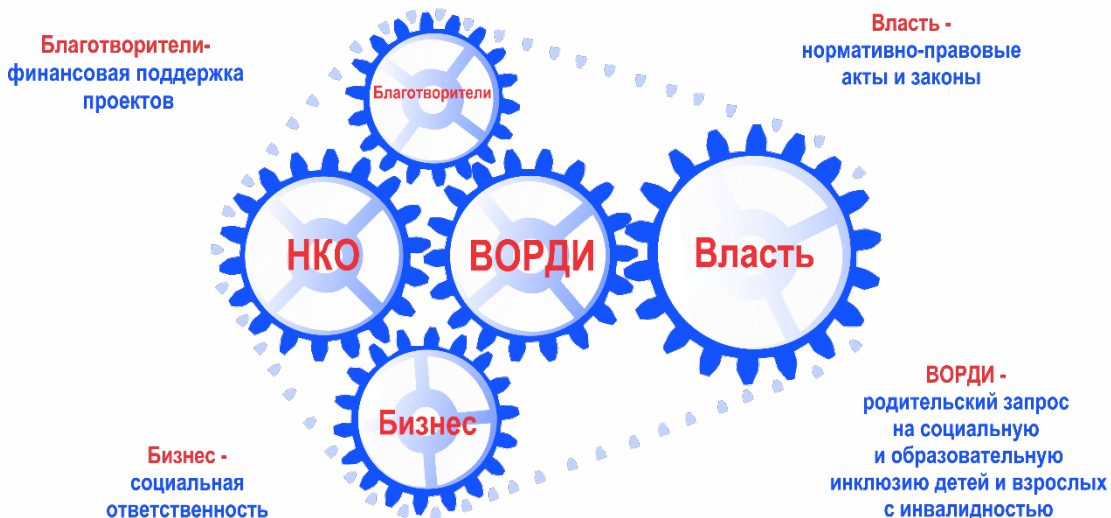 Благотворители-
финансовая поддержка
проектов
Власть -
нормативно-правовые
акты и законы
Благотворители
НКО
ВОРДИ
Власть
Бизнес
Бизнес -
социальная
ответственность
ВОРДИ -
родительский запрос
на социальную
и образовательную
инклюзию детей и взрослых
с инвалидностью